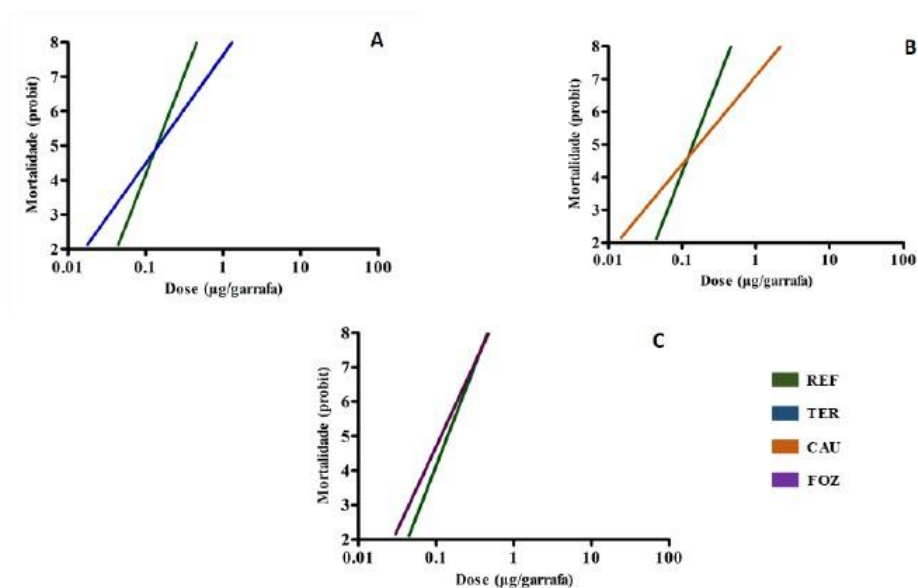 A
Mortalidade (probit)
8
7
6
5
4
3
2
0.01 0.1 1 10 100
Dose (µg/garrafa)
B
Mortalidade (probit)
8
7
6
5
4
3
2
0.01 0.1 1 10 100
Dose (µg/garrafa)
C
Mortalidade (probit)
8
7
6
5
4
3
2
0.01 0.1 1 10 100
Dose (µg/garrafa)
REF
TER
CAU
FOZ